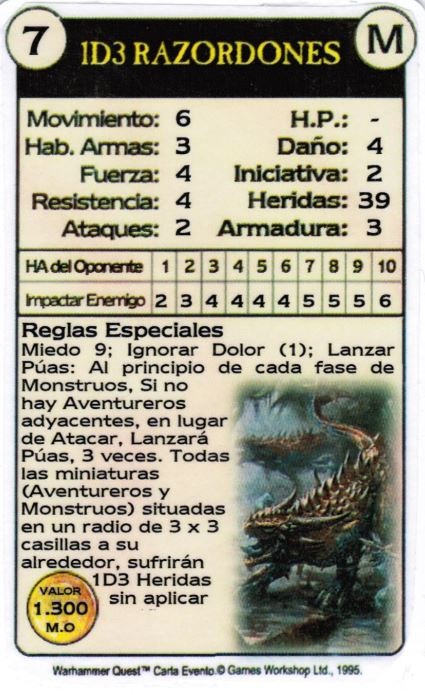 7 1D3 RAZORDONES M
Movimiento: 6 H.P.: -
Hab. Armas: 3 Daño: 4
Fuerza: 4 Iniciativa: 2
Resistencia: 4 Heridas: 39
Ataques: 2 Armadura: 3
HA del Oponente 1 2 3 4 5 6 7 8 9 10
Impactar Enemigo 2 3 4 4 4 4 5 5 5 6
Reglas Especiales
Miedo 9; Ignorar Dolor (1); Lanzar
Púas: Al principio de cada fase de
Monstruos, Si no
hay Aventureros
adyacentes, en lugar
de Atacar, Lanzará
Púas, 3 veces. Todas
las miniaturas
(Aventureros y
Monstruos) situadas
en un radio de 3 x 3
casillas a su
alrededor, sufrirán
1D3 Heridas
sin aplicar
VALOR
1.300
M.O
Warhammer Quest™ Carta Evento.© Games Workshop Ltd., 1995.